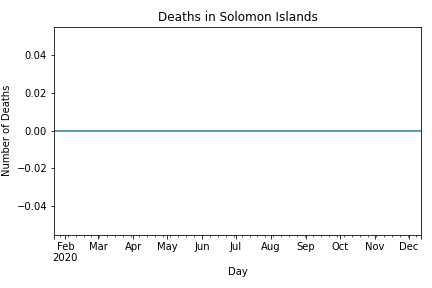 Deaths in Solomon Islands
Number of Deaths
0.04
0.02
0.00
−0.02
−0.04
Feb Mar Apr May Jun Jul Aug Sep Oct Nov Dec
2020
Day